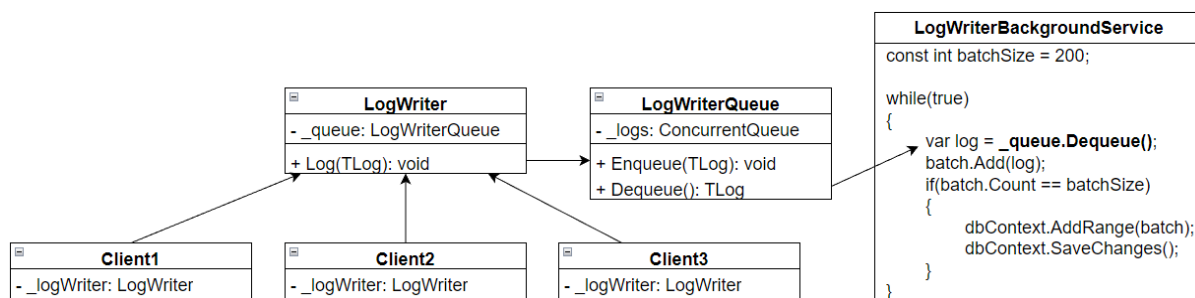 LogWriter
- _queue: LogWriterQueue
+ Log(TLog): void
LogWriterQueue
- _logs: ConcurrentQueue
+ Enqueue(TLog): void
+ Dequeue(): TLog
LogWriterBackgroundService
const int batchSize = 200;
while(true)
{
var log = _queue.Dequeue();
batch.Add(log);
if(batch.Count == batchSize)
{
dbContext.AddRange(batch);
dbContext.SaveChanges();
}
}
Client1
- _logWriter: LogWriter
Client2
- _logWriter: LogWriter
Client3
- _logWriter: LogWriter